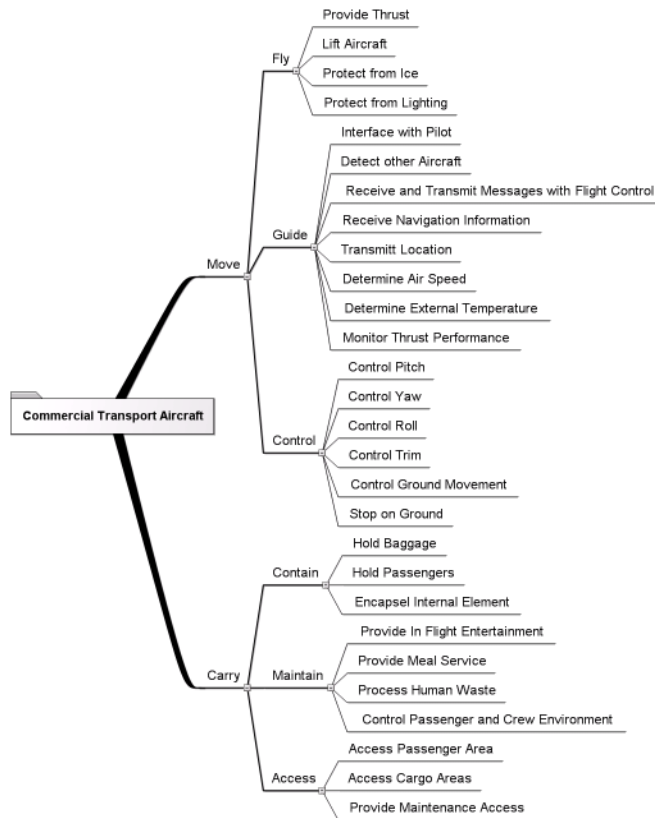 Provide Thrust
Lift Aircraft
Fly
Protect from Ice
Protect from Lighting
Interface with Pilot
Detect other Aircraft
Receive and Transmit Messages with Flight Control
Receive Navigation Information
Guide
Transmitt Location
Move
Determine Air Speed
Determine External Temperature
Monitor Thrust Performance
Control Pitch
Control Yaw
Commercial Transport Aircraft
Control Roll
Control
Control Trim
Control Ground Movement
Stop on Ground
Hold Baggage
Contain
Hold Passengers
Encapsel Internal Element
Provide In Flight Entertainment
Provide Meal Service
Carry
Maintain
Process Human Waste
Control Passenger and Crew Environment
Access Passenger Area
Access
Access Cargo Areas
Provide Maintenance Access